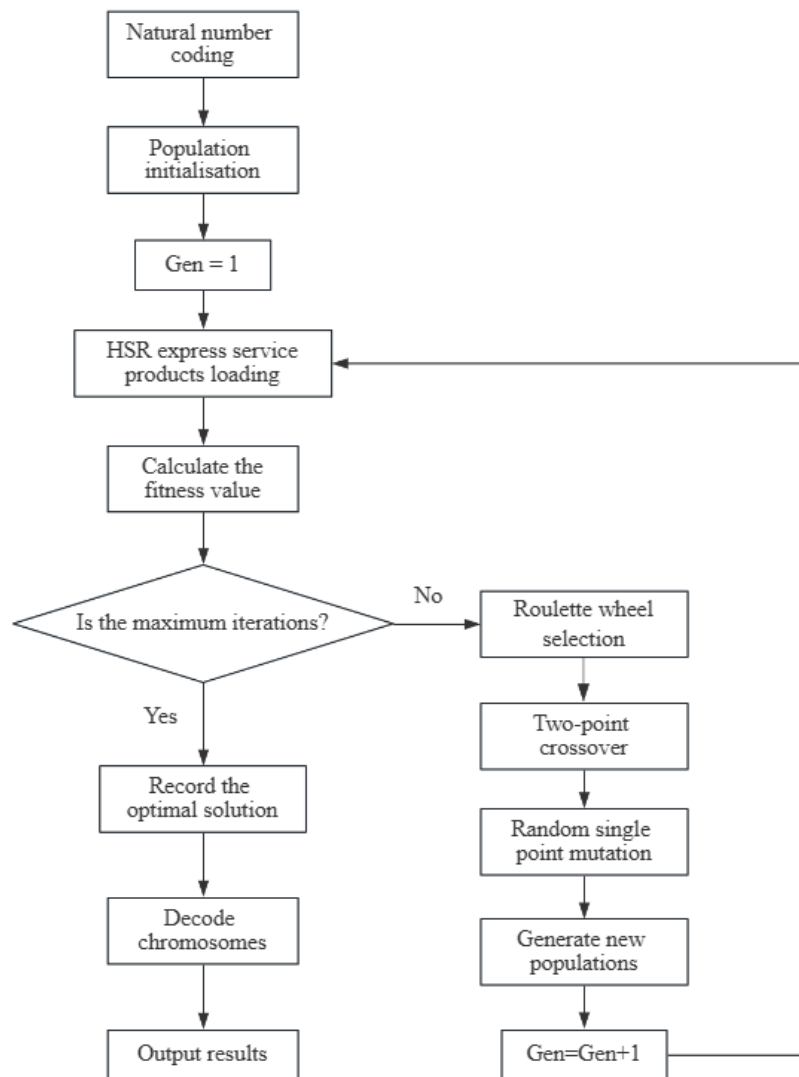 Natural number
coding
Population
initialisation
Gen = 1
HSR express service
products loading
Calculate the
fitness value
Is the maximum iterations?
No
Yes
Record the
optimal solution
Decode
chromosomes
Output results
Roulette wheel
selection
Two-point
crossover
Random single
point mutation
Generate new
populations
Gen=Gen+1